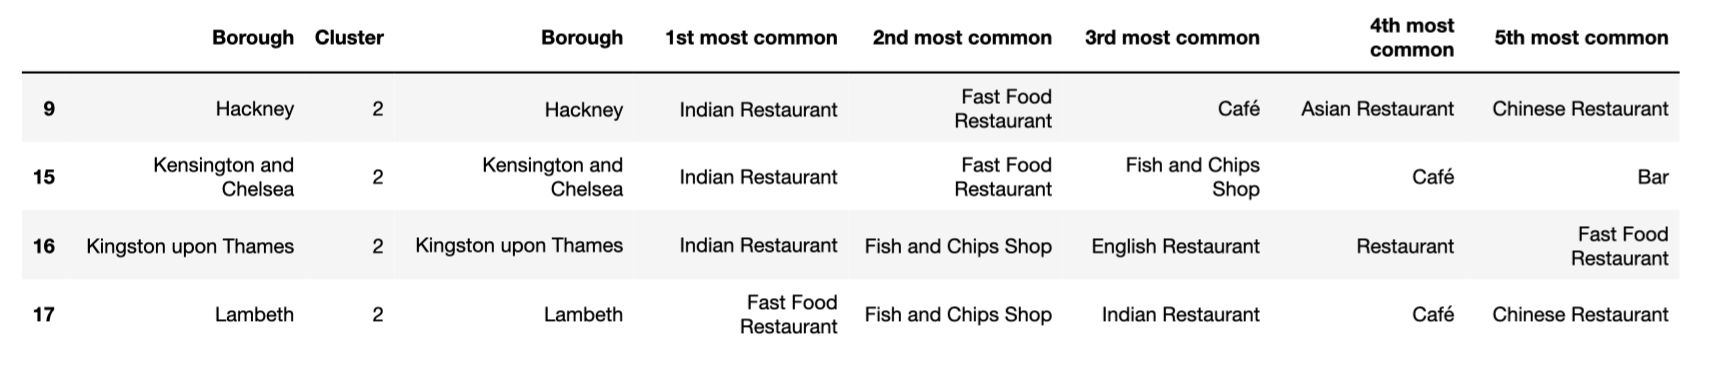 Borough Cluster Borough 1st most common 2nd most common 3rd most common 4th most common 5th most common
9 Hackney 2 Hackney Indian Restaurant Fast Food Restaurant Café Asian Restaurant Chinese Restaurant
15 Kensington and Chelsea 2 Kensington and Chelsea Indian Restaurant Fast Food Restaurant Fish and Chips Shop Café Bar
16 Kingston upon Thames 2 Kingston upon Thames Indian Restaurant Fish and Chips Shop English Restaurant Restaurant Fast Food Restaurant
17 Lambeth 2 Lambeth Fast Food Restaurant Fish and Chips Shop Indian Restaurant Café Chinese Restaurant